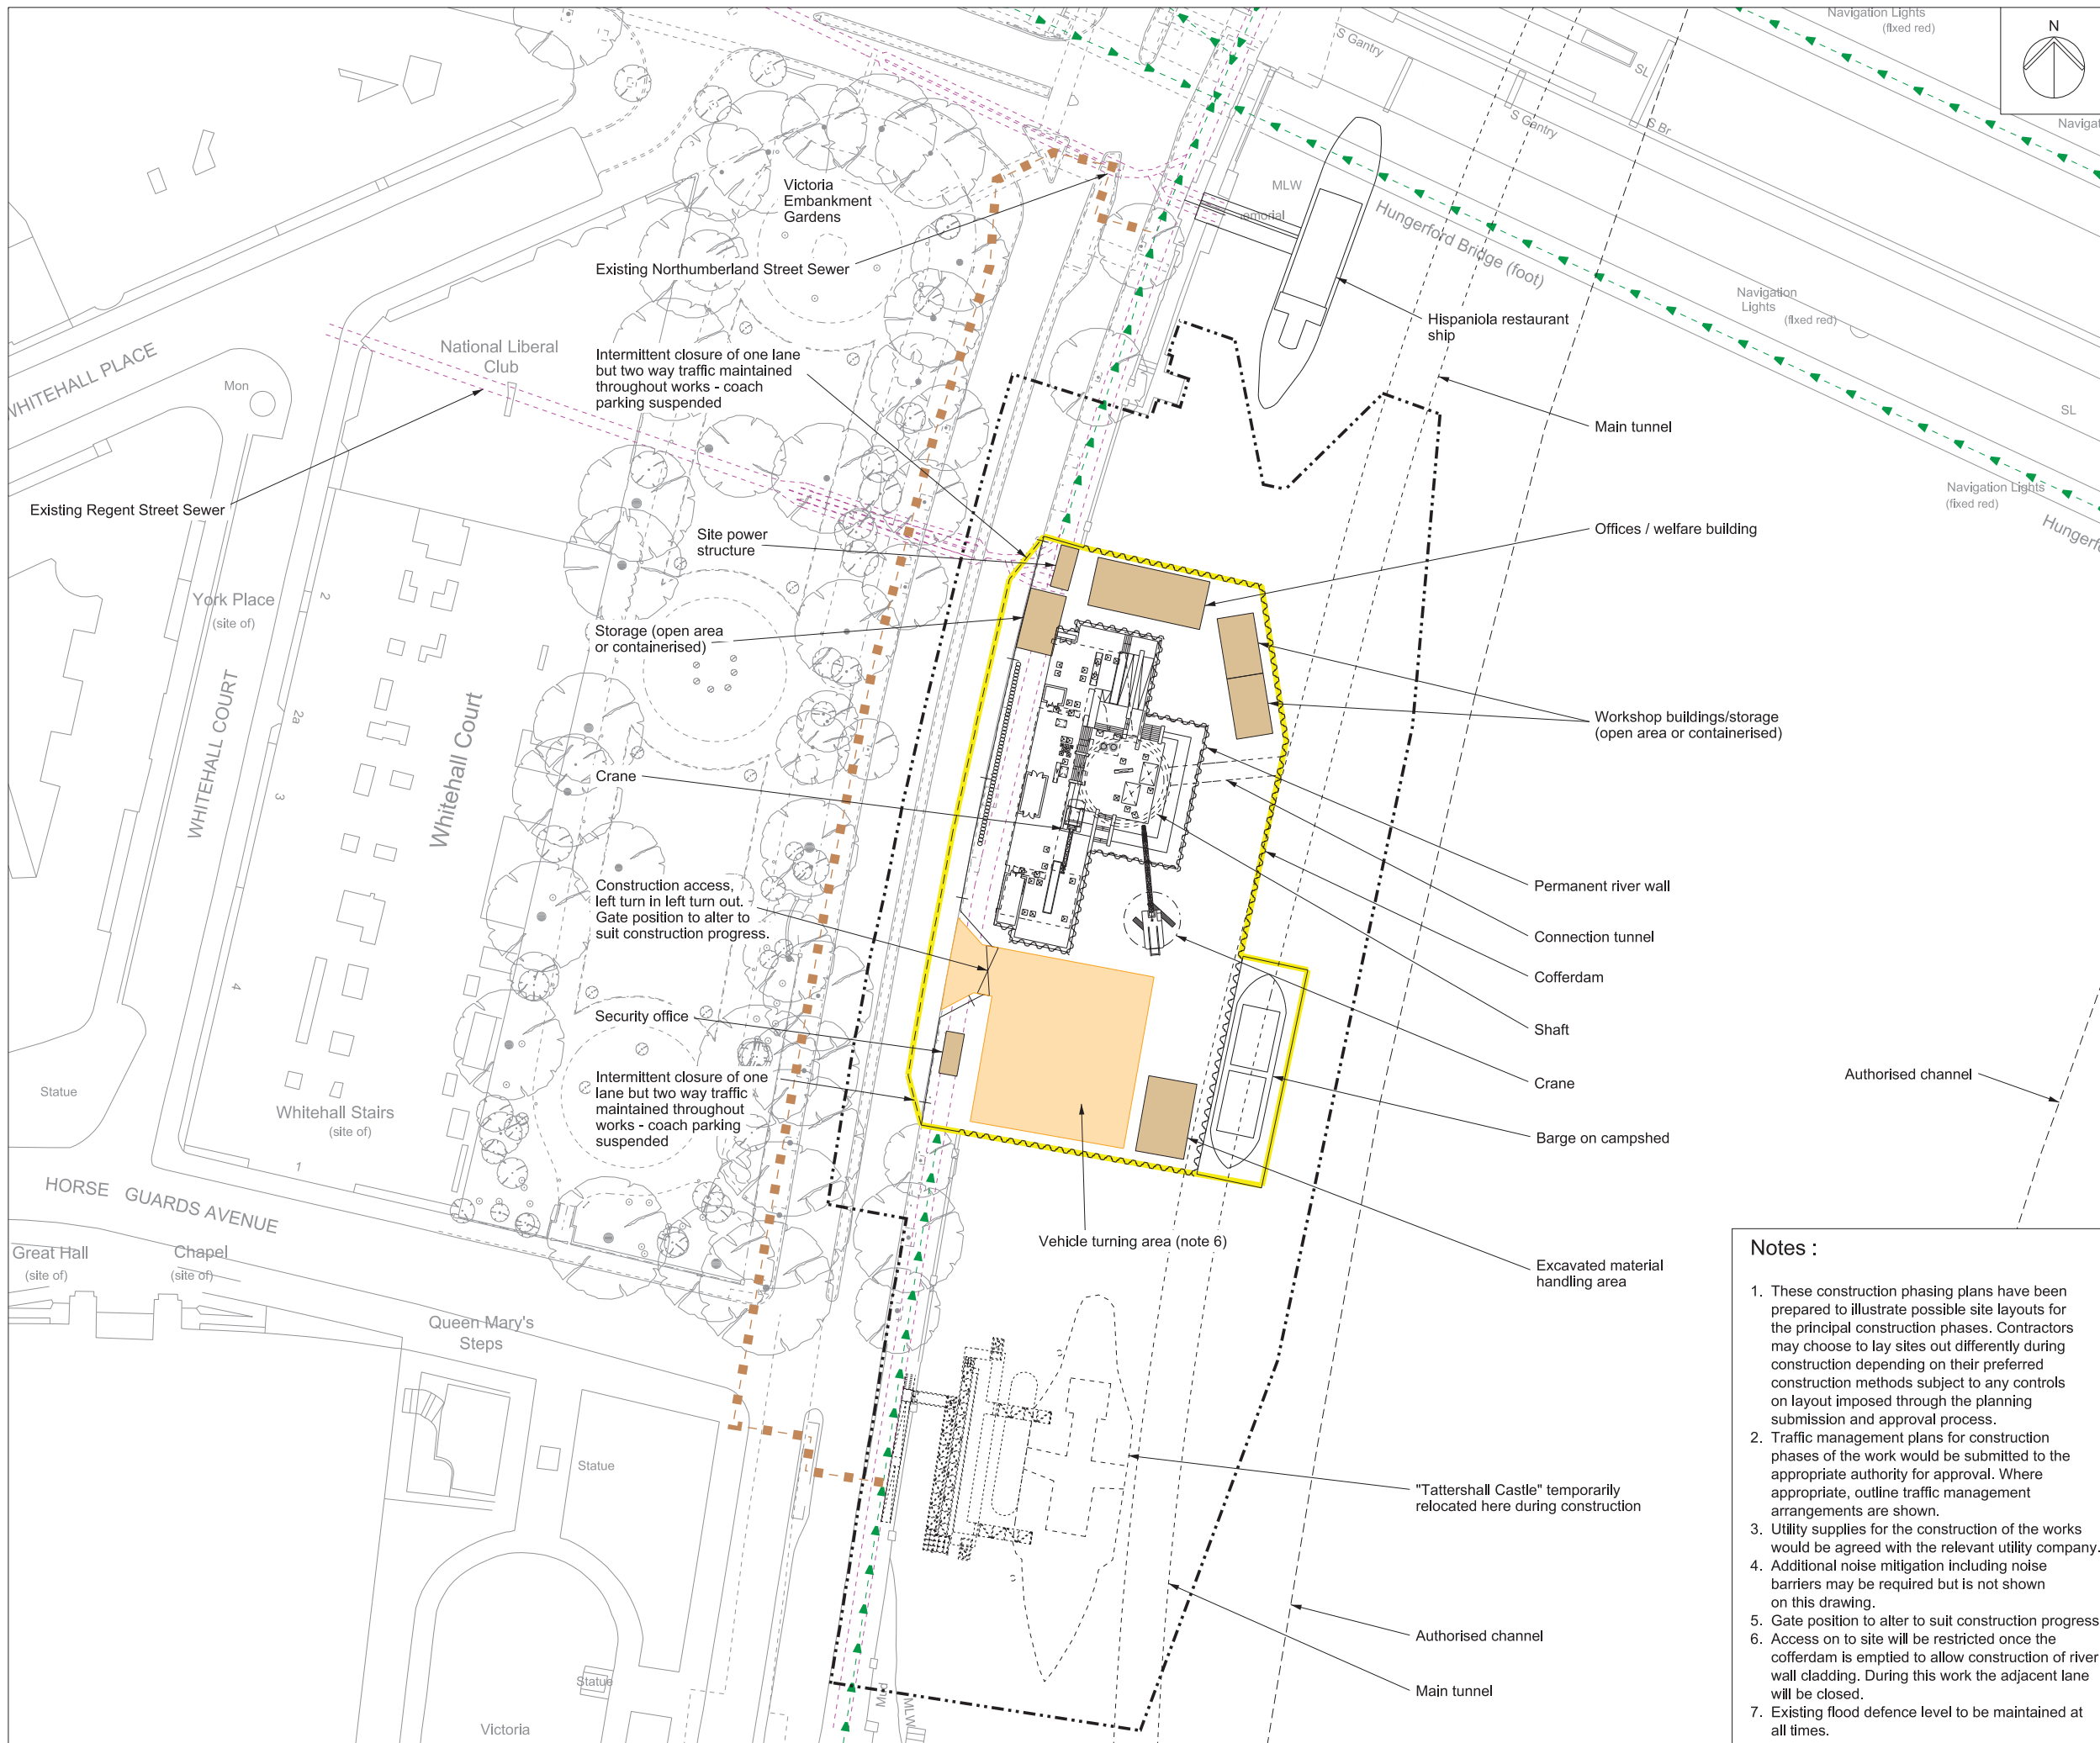 Navigation Lights
(fixed red)
N
S Gantry
SL
S Gantry
S Br
MLW
Hungerford Bridge (foot)
Victoria
Embankment
Gardens
Existing Northumberland Street Sewer
Navigation
Lights
(fixed red)
Hispaniola restaurant
ship
WHITEHALL PLACE
National Liberal
Club
Mon
Intermittent closure of one lane
but two way traffic maintained
throughout works - coach
parking suspended
Main tunnel
SL
Existing Regent Street Sewer
Navigation Lights
(fixed red)
Site power
structure
Offices / welfare building
York Place
(site of)
2
Storage (open area
or containerised)
WHITEHALL COURT
2a
Whitehall Court
Workshop buildings/storage
(open area or containerised)
Crane
3
Construction access,
left turn in left turn out.
Gate position to alter to
suit construction progress.
Permanent river wall
Connection tunnel
Cofferdam
4
Security office
Shaft
Statue
Intermittent closure of one
lane but two way traffic
maintained throughout
works - coach parking
suspended
Crane
Authorised channel
Whitehall Stairs
(site of)
Barge on campshed
1
HORSE GUARDS AVENUE
Great Hall
(site of)
Chapel
(site of)
Vehicle turning area (note 6)
Excavated material
handling area
Queen Mary's
Steps
Statue
"Tattershall Castle" temporarily
relocated here during construction
Authorised channel
Main tunnel
Statue
Mud
MLW
Victoria
Notes :
1. These construction phasing plans have been
prepared to illustrate possible site layouts for
the principal construction phases. Contractors
may choose to lay sites out differently during
construction depending on their preferred
construction methods subject to any controls
on layout imposed through the planning
submission and approval process.
2. Traffic management plans for construction
phases of the work would be submitted to the
appropriate authority for approval. Where
appropriate, outline traffic management
arrangements are shown.
3. Utility supplies for the construction of the works
would be agreed with the relevant utility company.
4. Additional noise mitigation including noise
barriers may be required but is not shown
on this drawing.
5. Gate position to alter to suit construction progress
6. Access on to site will be restricted once the
cofferdam is emptied to allow construction of river
wall cladding. During this work the adjacent lane
will be closed.
7. Existing flood defence level to be maintained at
all times.